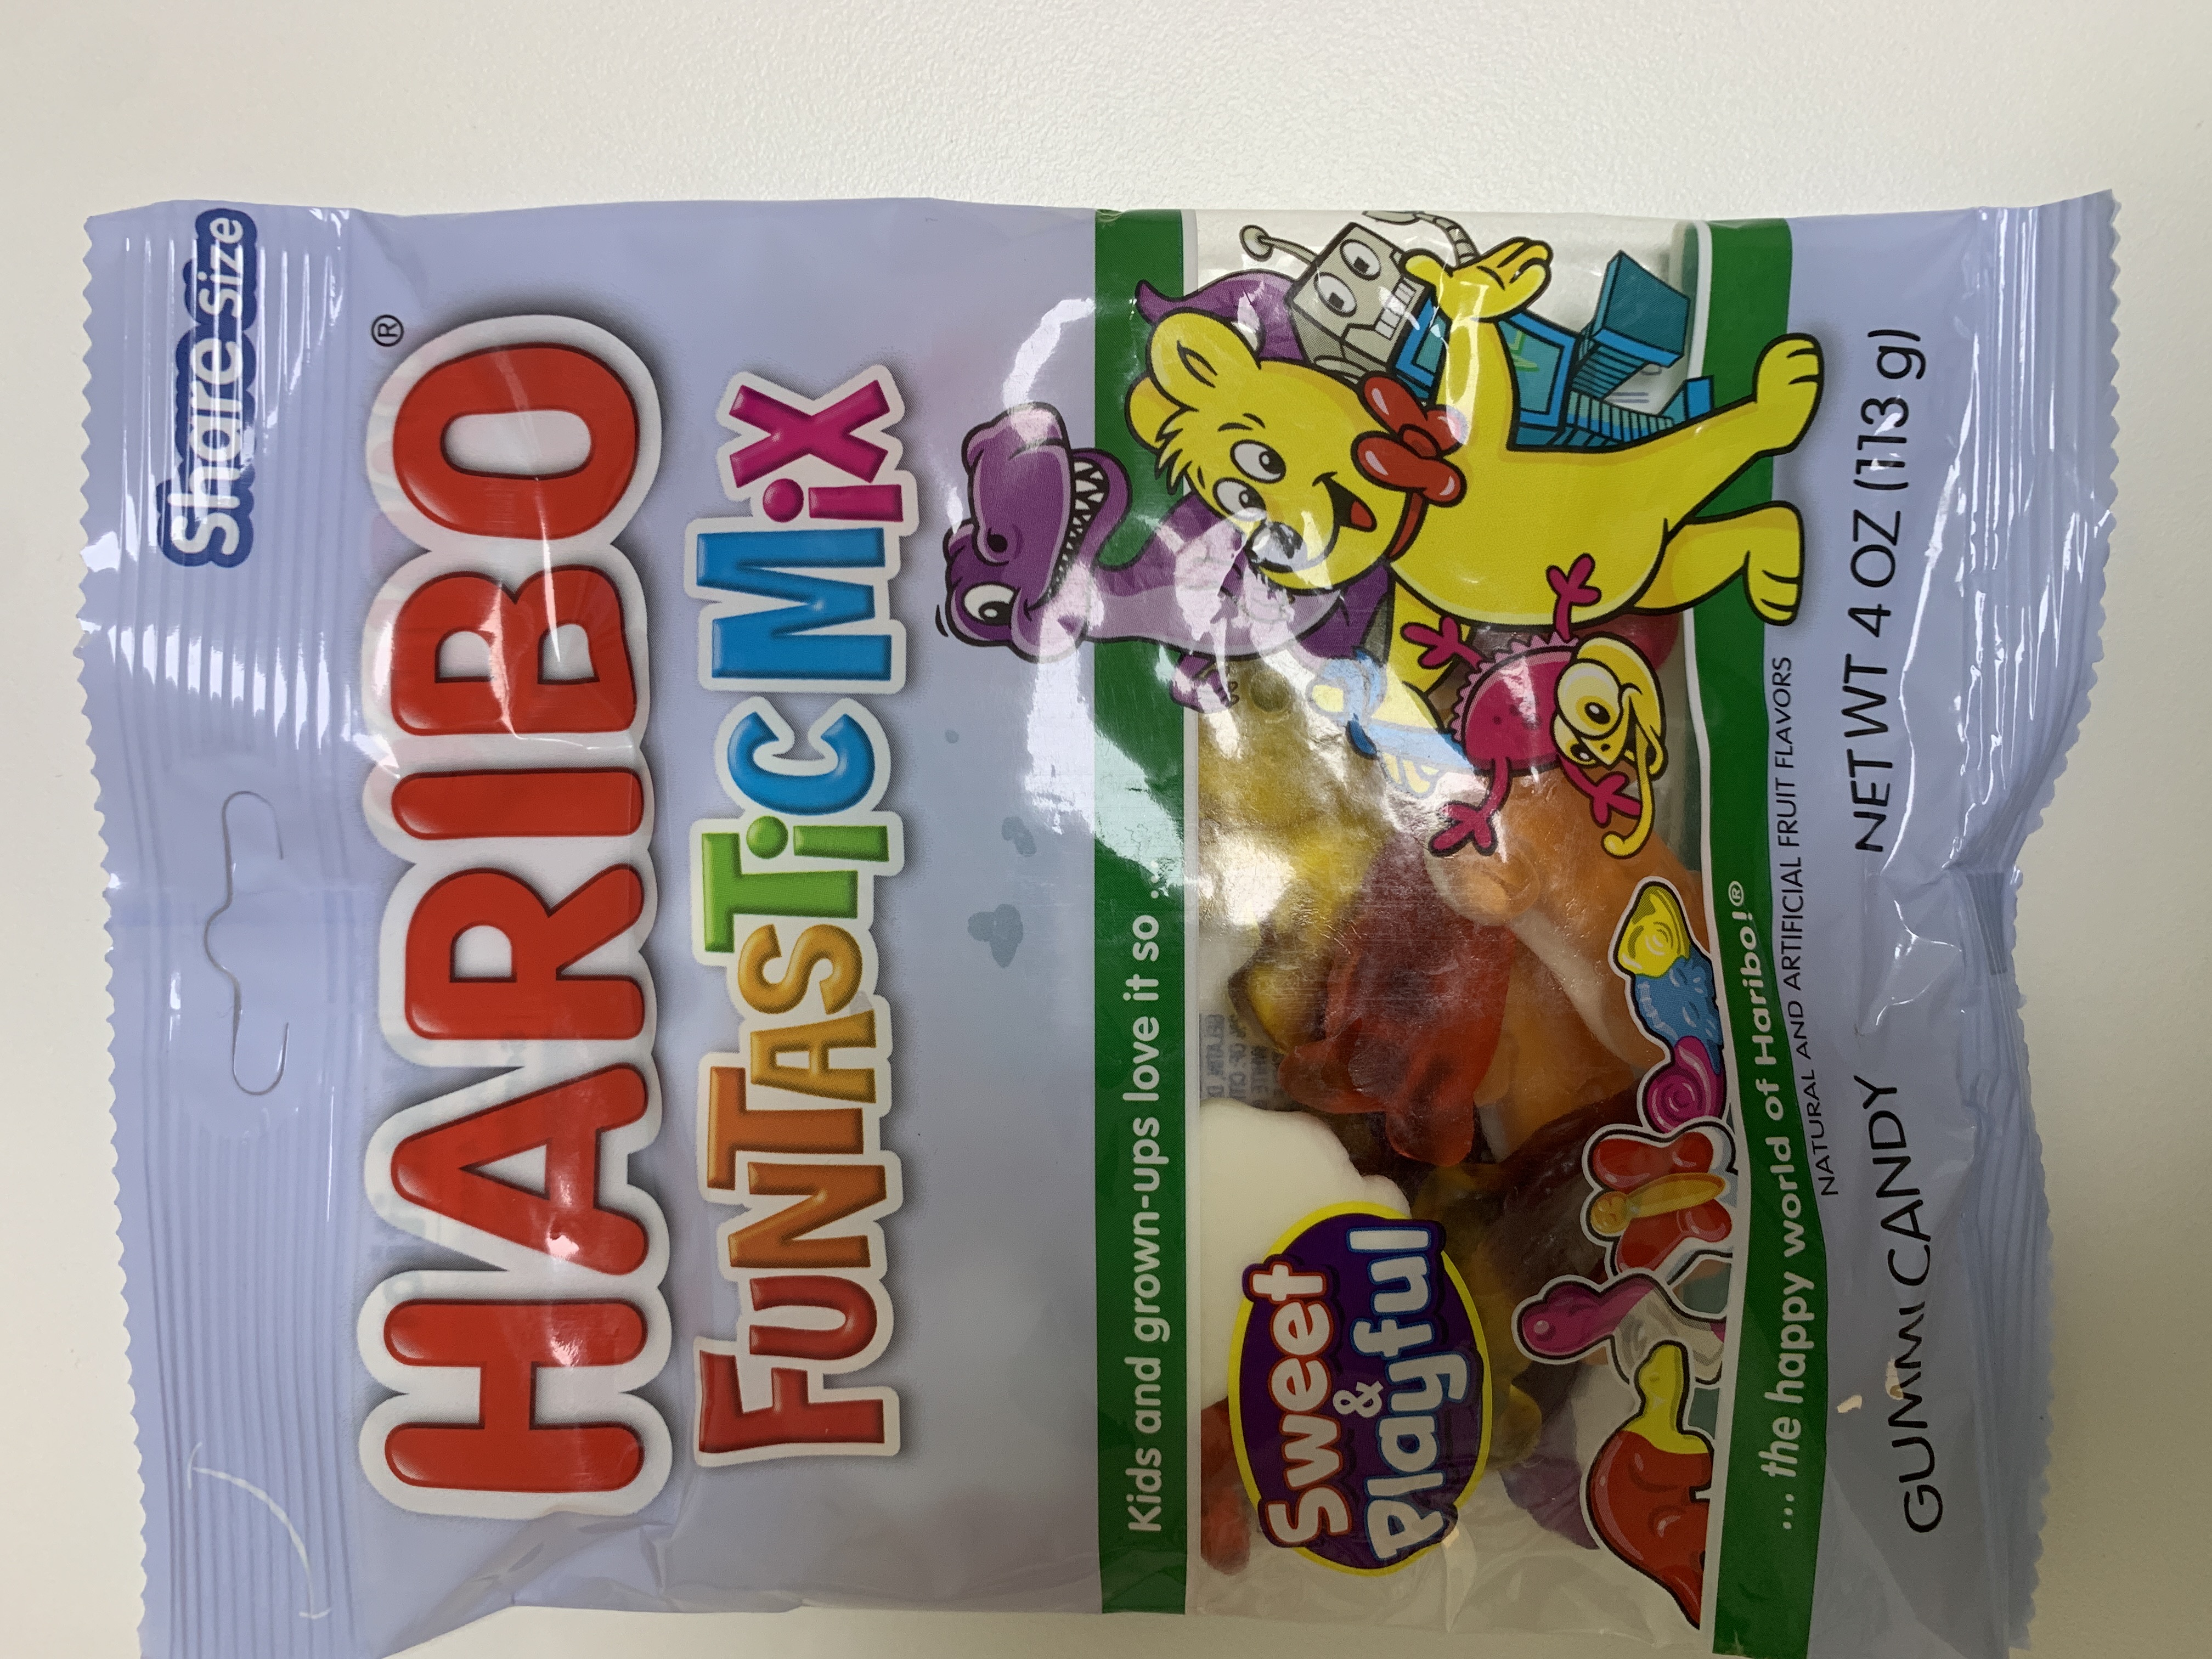 Share Size
HARIBO®
FUNTASTIC MIX
Kids and grown-ups love it so ...
Sweet
&
Playful
... the happy world of Haribo!®
NATURAL AND ARTIFICIAL FRUIT FLAVORS
GUMMI CANDY NET WT 4 OZ (113 g)